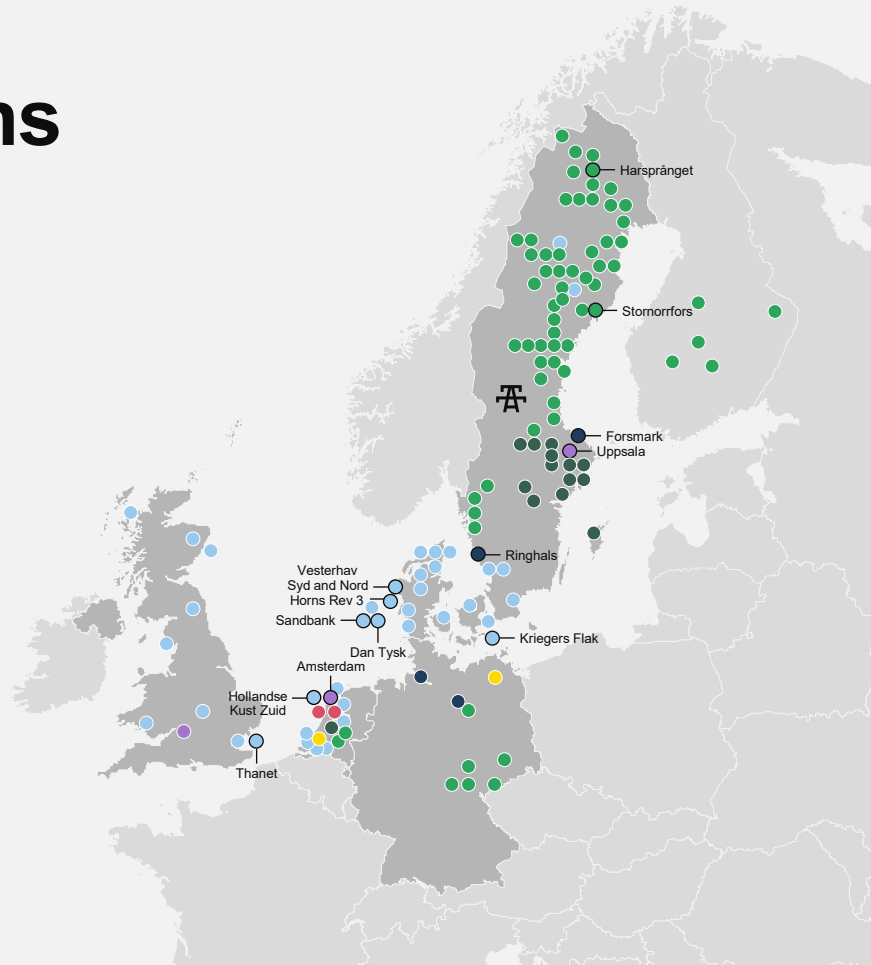 ns
Harsprånget
Stornorrfors
Forsmark
Uppsala
Ringhals
Vesterhav
Syd and Nord
Horns Rev 3
Sandbank
Dan Tysk
Kriegers Flak
Amsterdam
Hollandse
Kust Zuid
Thanet